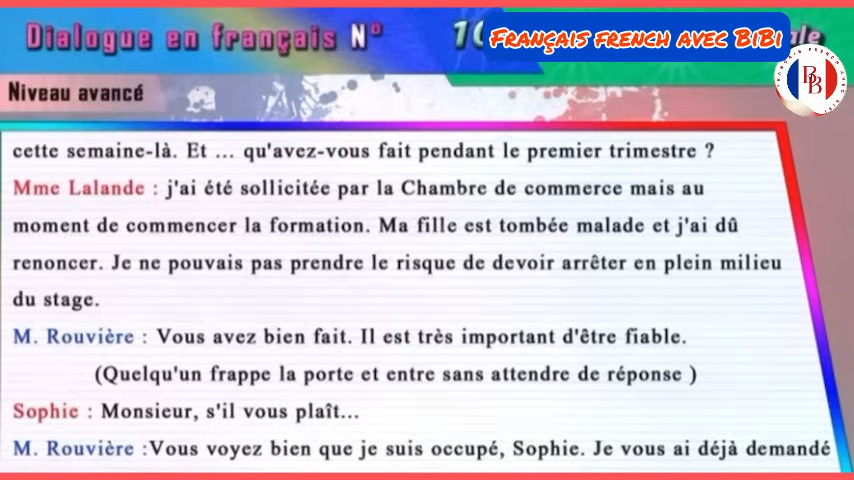 Dialogue en français N° 10
Français french avec BiBi
Niveau avancé
cette semaine-là. Et ... qu'avez-vous fait pendant le premier trimestre ?
Mme Lalande : j'ai été sollicitée par la Chambre de commerce mais au
moment de commencer la formation. Ma fille est tombée malade et j'ai dû
renoncer. Je ne pouvais pas prendre le risque de devoir arrêter en plein milieu
du stage.
M. Rouvière : Vous avez bien fait. Il est très important d'être fiable.
(Quelqu'un frappe la porte et entre sans attendre de réponse )
Sophie : Monsieur, s'il vous plaît...
M. Rouvière :Vous voyez bien que je suis occupé, Sophie. Je vous ai déjà demandé